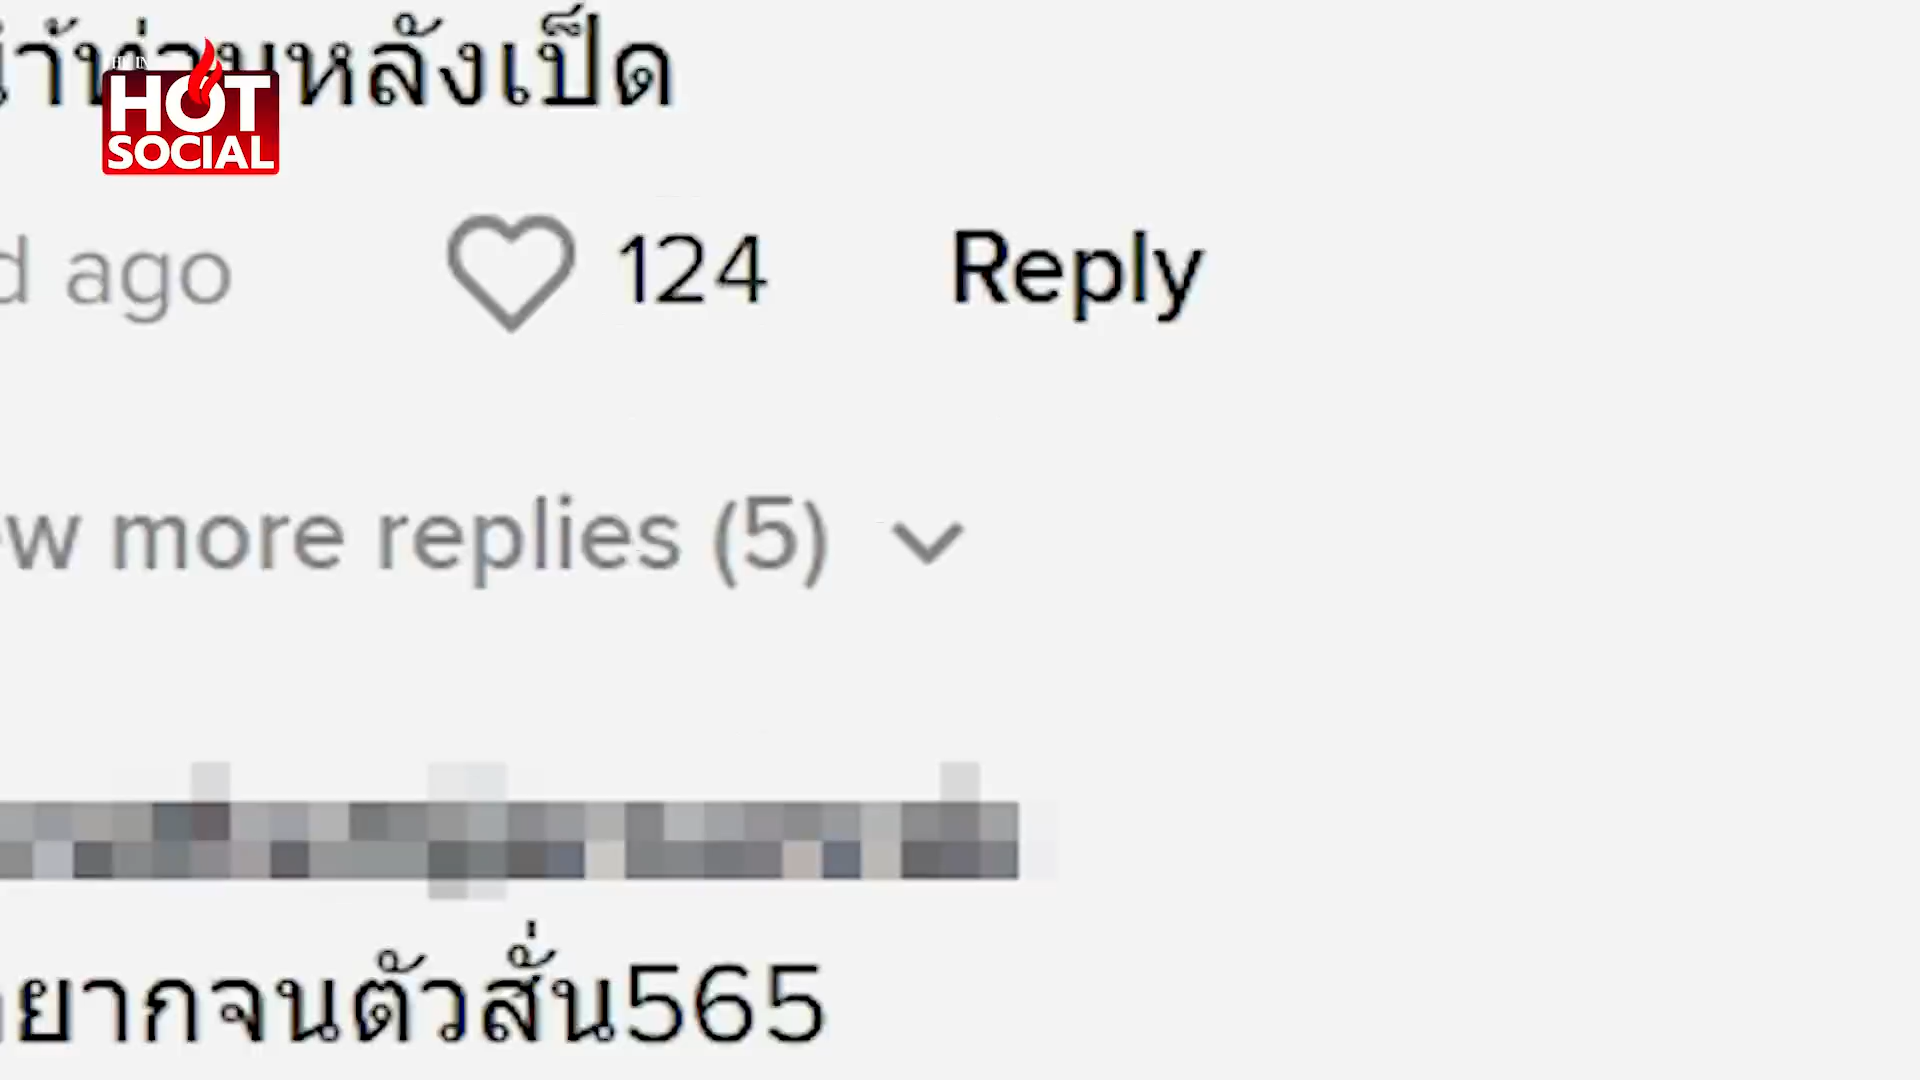 หลังเป็ด
HOT
SOCIAL
d ago 124 Reply
more replies (5)
ยากจนตัวสั่น565